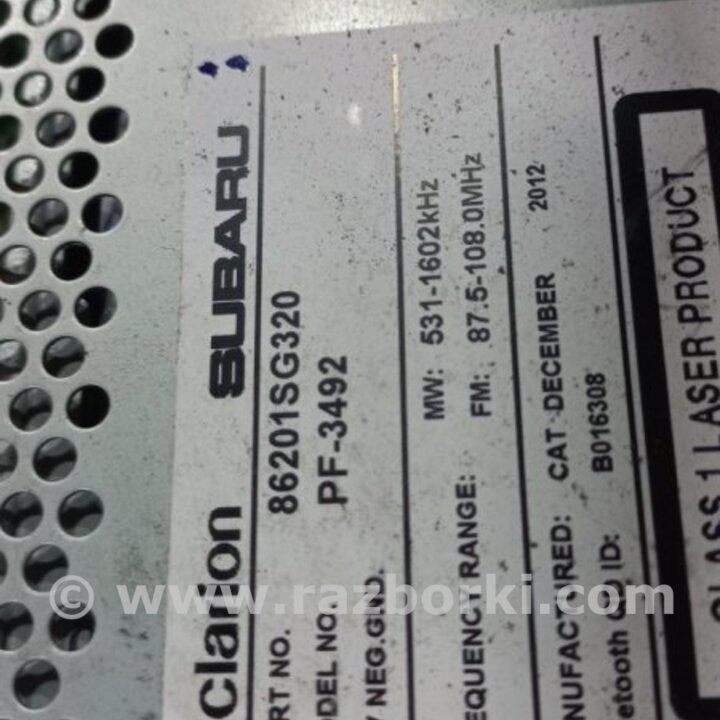 Clarion SUBARU
RT NO. 86201SG320
ODEL NO. PF-3492
V NEG.GND.
EQUENCY RANGE: MW: 531-1602kHz
FM: 87.5-108.0MHz
NUFACTURED: CAT DECEMBER 2012
etooth QD ID: B016308
CLASS 1 LASER PRODUCT
© www.razborki.com